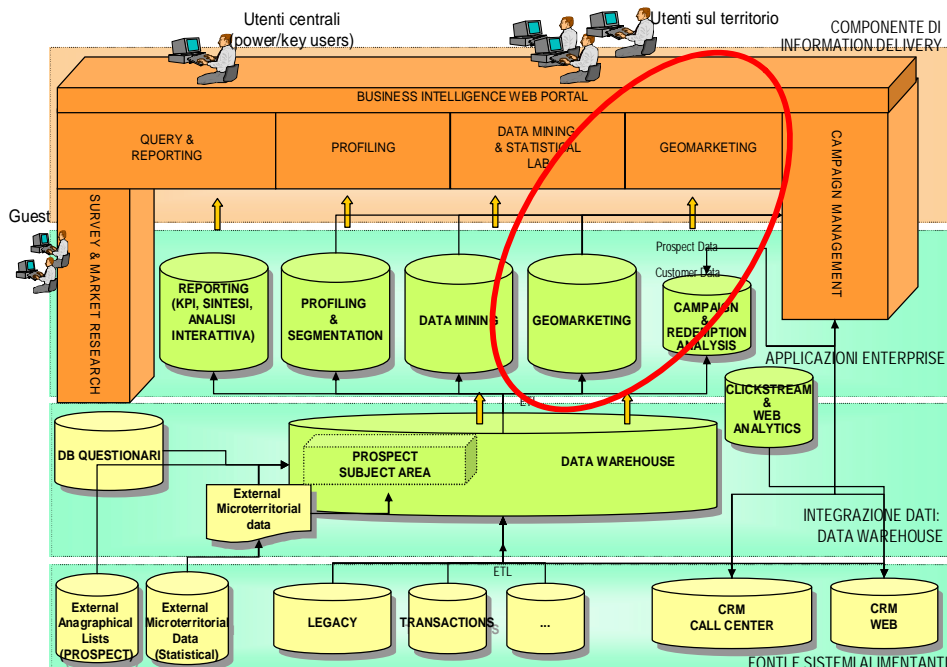 Utenti centrali
(power/key users)
Utenti sul territorio
COMPONENTE DI
INFORMATION DELIVERY
BUSINESS INTELLIGENCE WEB PORTAL
QUERY &
REPORTING
PROFILING
DATA MINING
& STATISTICAL
LAB
GEOMARKETING
CAMPAIGN MANAGEMENT
SURVEY & MARKET RESEARCH
Guest
Prospect Data
Customer Data
REPORTING
(KPI, SINTESI,
ANALISI
INTERATTIVA)
PROFILING
&
SEGMENTATION
DATA MINING
GEOMARKETING
CAMPAIGN
&
REDEMPTION
ANALYSIS
APPLICAZIONI ENTERPRISE
ETL
CLICKSTREAM
&
WEB
ANALYTICS
DB QUESTIONARI
PROSPECT
SUBJECT AREA
DATA WAREHOUSE
External
Microterritorial
data
INTEGRAZIONE DATI:
DATA WAREHOUSE
ETL
External
Anagraphical
Lists
(PROSPECT)
External
Microterritorial
Data
(Statistical)
LEGACY
TRANSACTIONS
...
CRM
CALL CENTER
CRM
WEB
FONTI E SISTEMI ALIMENTANTI